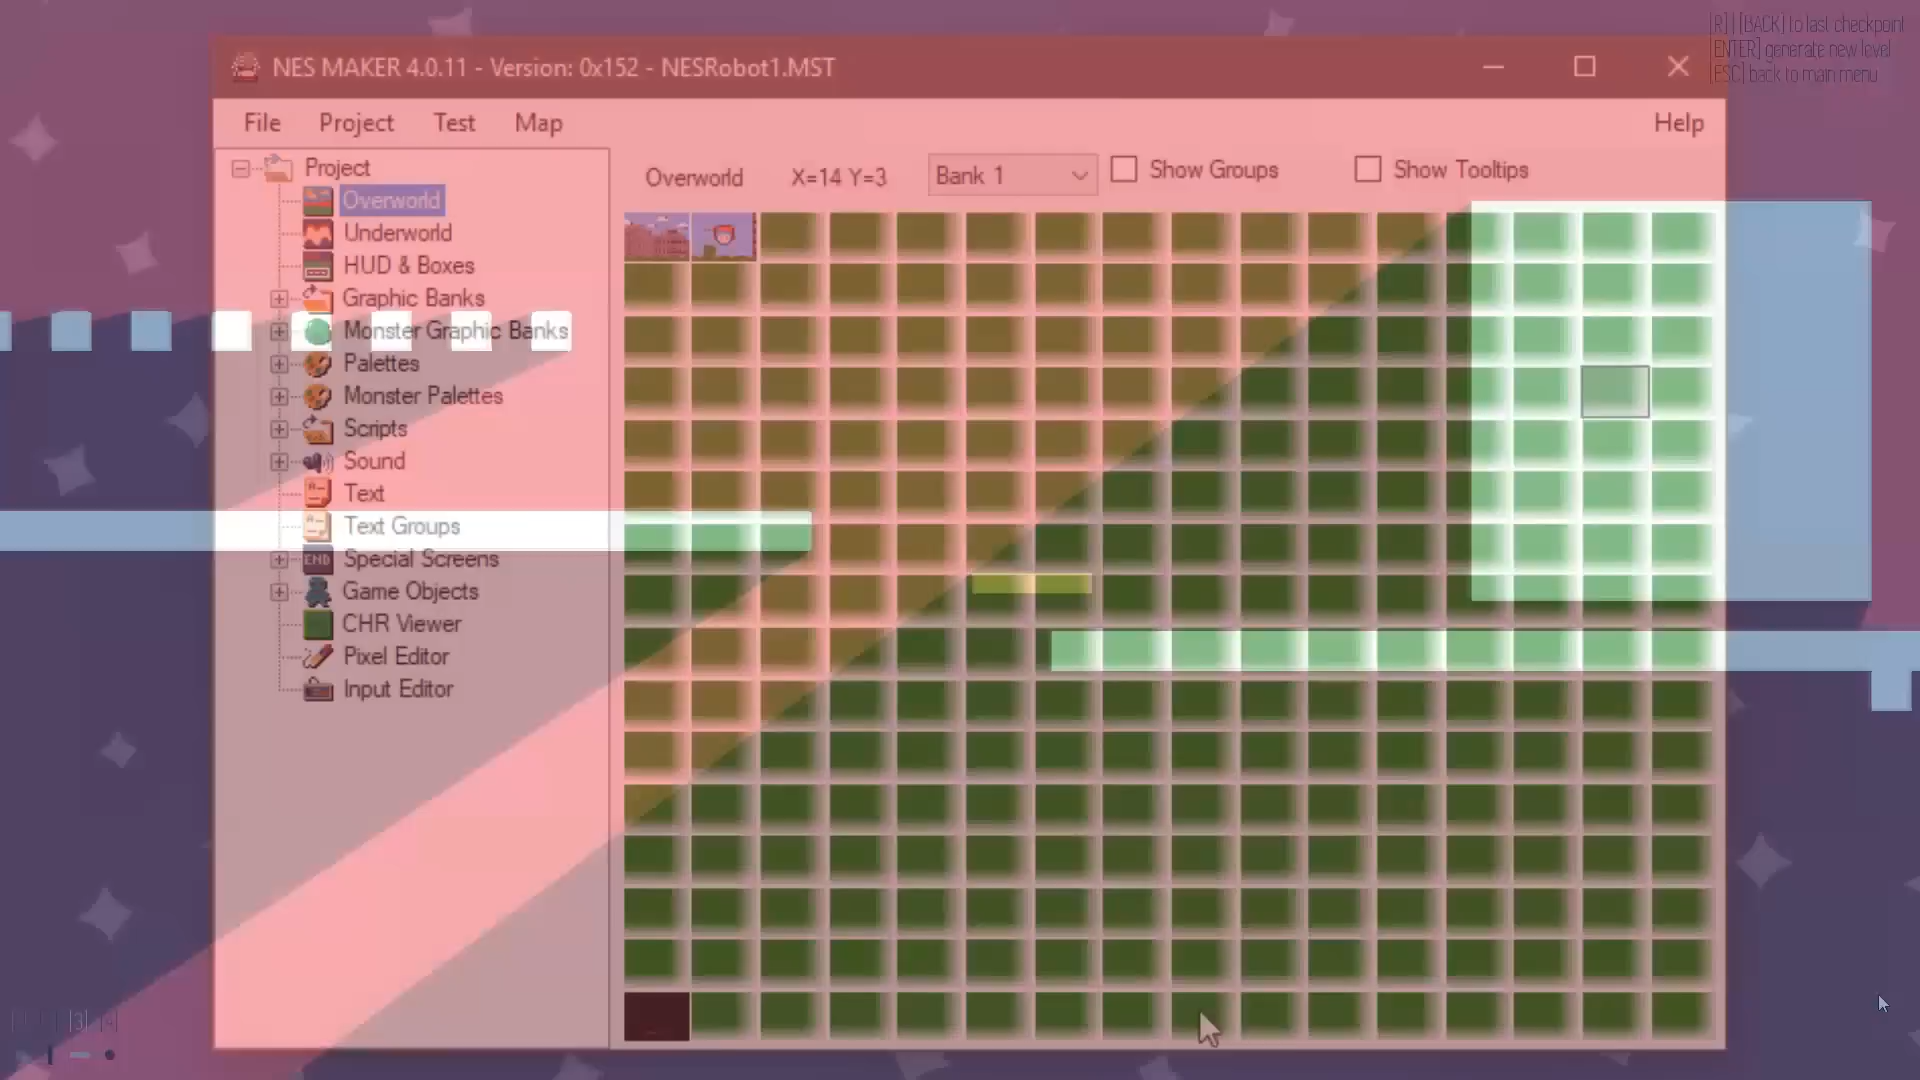 [R] | [BACK] to last checkpoint
[ENTER] generate new level
[ESC] back to main menu
NES MAKER 4.0.11 - Version: 0x152 - NESRobot1.MST
File Project Test Map Help
Overworld X=14 Y=3 Bank 1 Show Groups Show Tooltips
Project
Overworld
Underworld
HUD & Boxes
Graphic Banks
Monster Graphic Banks
Palettes
Monster Palettes
Scripts
Sound
Text
Text Groups
END Special Screens
Game Objects
CHR Viewer
Pixel Editor
Input Editor